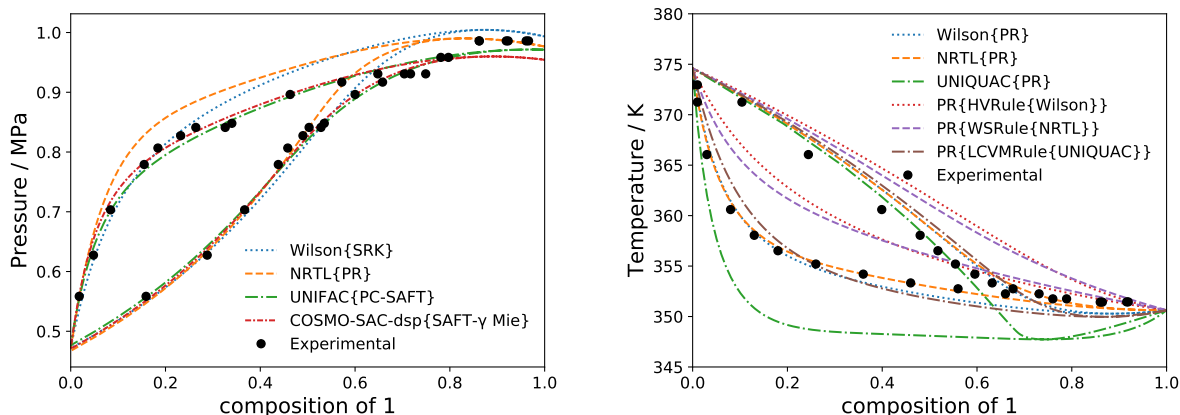 1.0
0.9
0.8
0.7
0.6
0.5
Pressure / MPa
0.0 0.2 0.4 0.6 0.8 1.0
composition of 1
Wilson{SRK}
NRTL{PR}
UNIFAC{PC-SAFT}
COSMO-SAC-dsp{SAFT-γ Mie}
Experimental
380
375
370
365
360
355
350
345
Temperature / K
0.0 0.2 0.4 0.6 0.8 1.0
composition of 1
Wilson{PR}
NRTL{PR}
UNIQUAC{PR}
PR{HVRule{Wilson}}
PR{WSRule{NRTL}}
PR{LCVMRule{UNIQUAC}}
Experimental